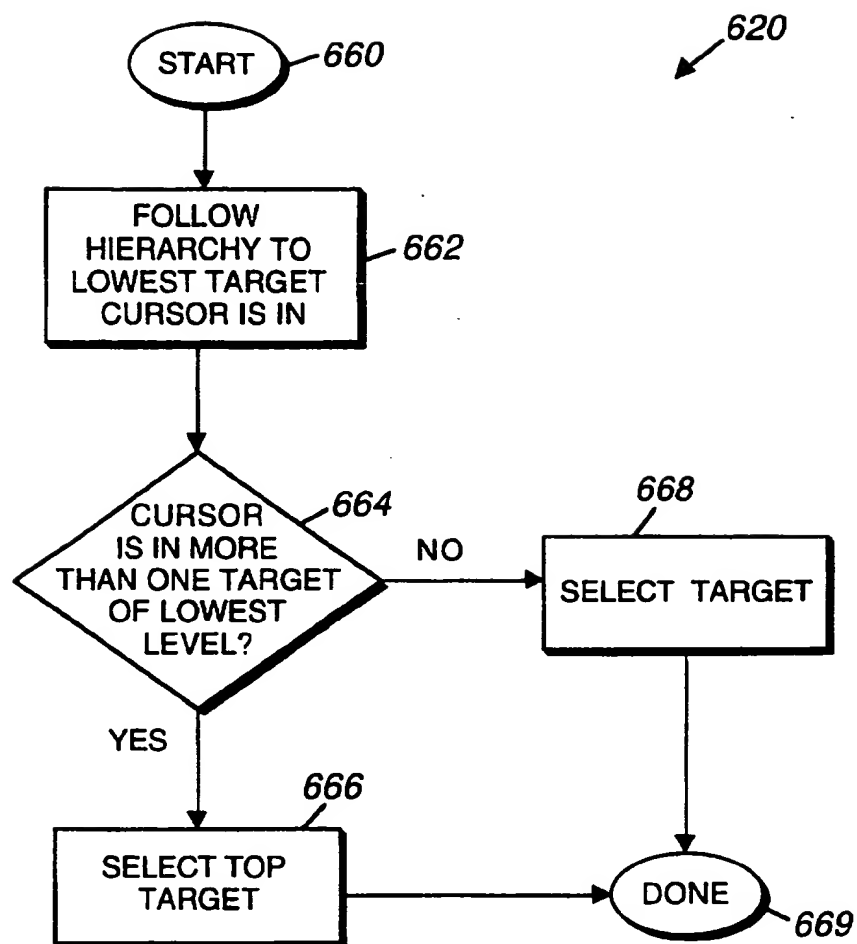 620
START
660
FOLLOW
HIERARCHY TO
LOWEST TARGET
CURSOR IS IN
662
CURSOR
IS IN MORE
THAN ONE TARGET
OF LOWEST
LEVEL?
664
NO
668
SELECT TARGET
YES
666
SELECT TOP
TARGET
DONE
669